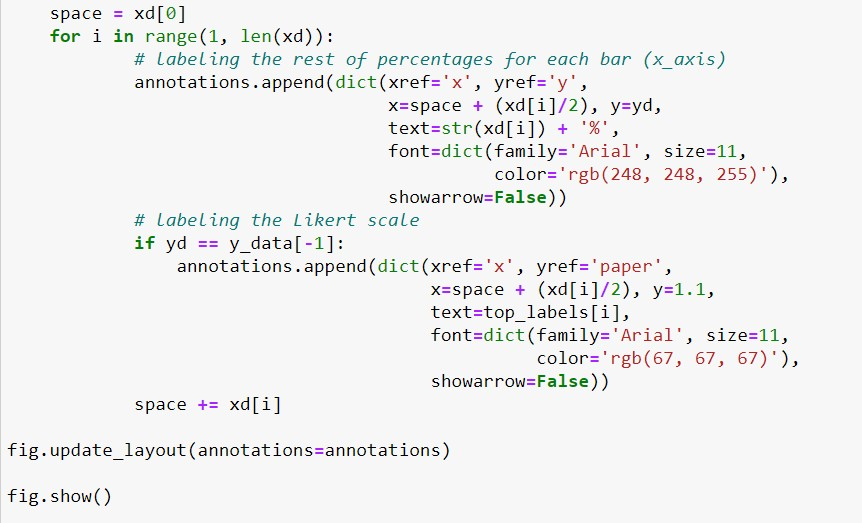 space = xd[0]
    for i in range(1, len(xd)):
            # labeling the rest of percentages for each bar (x_axis)
            annotations.append(dict(xref='x', yref='y',
                                    x=space + (xd[i]/2), y=yd,
                                    text=str(xd[i]) + '%',
                                    font=dict(family='Arial', size=11,
                                              color='rgb(248, 248, 255)'),
                                    showarrow=False))
            # labeling the Likert scale
            if yd == y_data[-1]:
                annotations.append(dict(xref='x', yref='paper',
                                        x=space + (xd[i]/2), y=1.1,
                                        text=top_labels[i],
                                        font=dict(family='Arial', size=11,
                                                  color='rgb(67, 67, 67)'),
                                        showarrow=False))
            space += xd[i]

fig.update_layout(annotations=annotations)

fig.show()